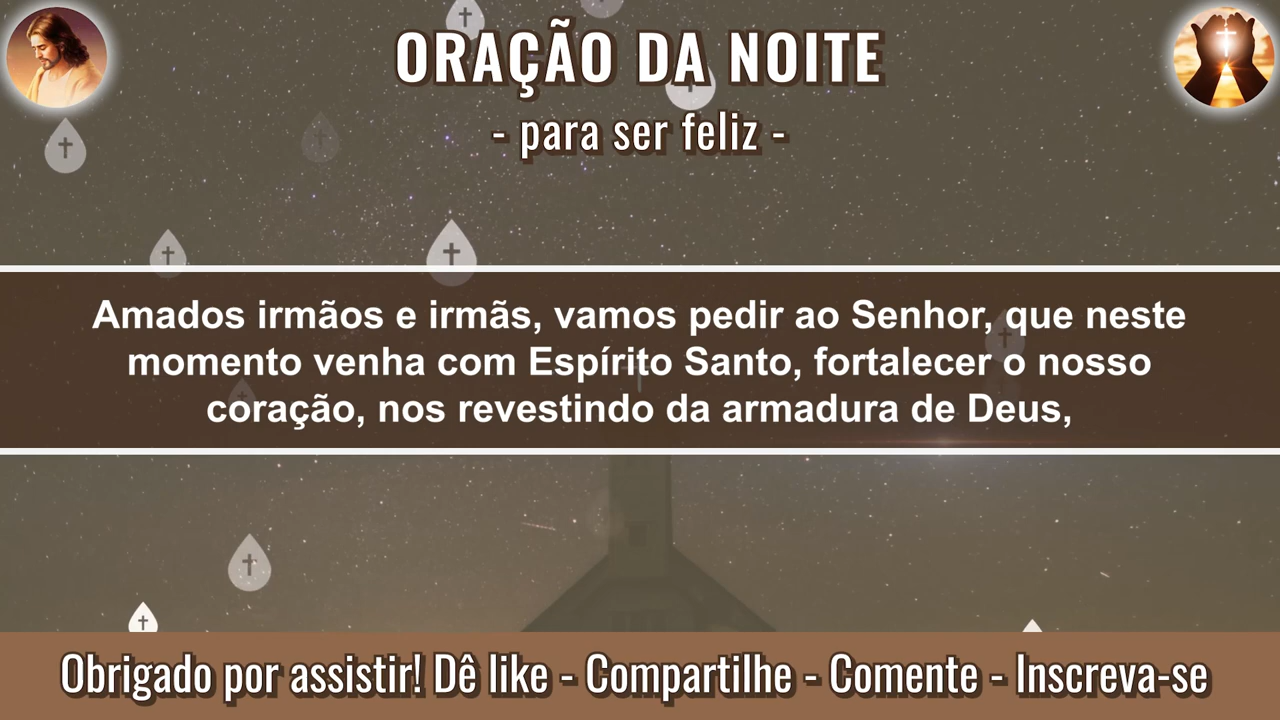 ORAÇÃO DA NOITE
- para ser feliz -
Amados irmãos e irmãs, vamos pedir ao Senhor, que neste
momento venha com Espírito Santo, fortalecer o nosso
coração, nos revestindo da armadura de Deus,
Obrigado por assistir! Dê like - Compartilhe - Comente - Inscreva-se